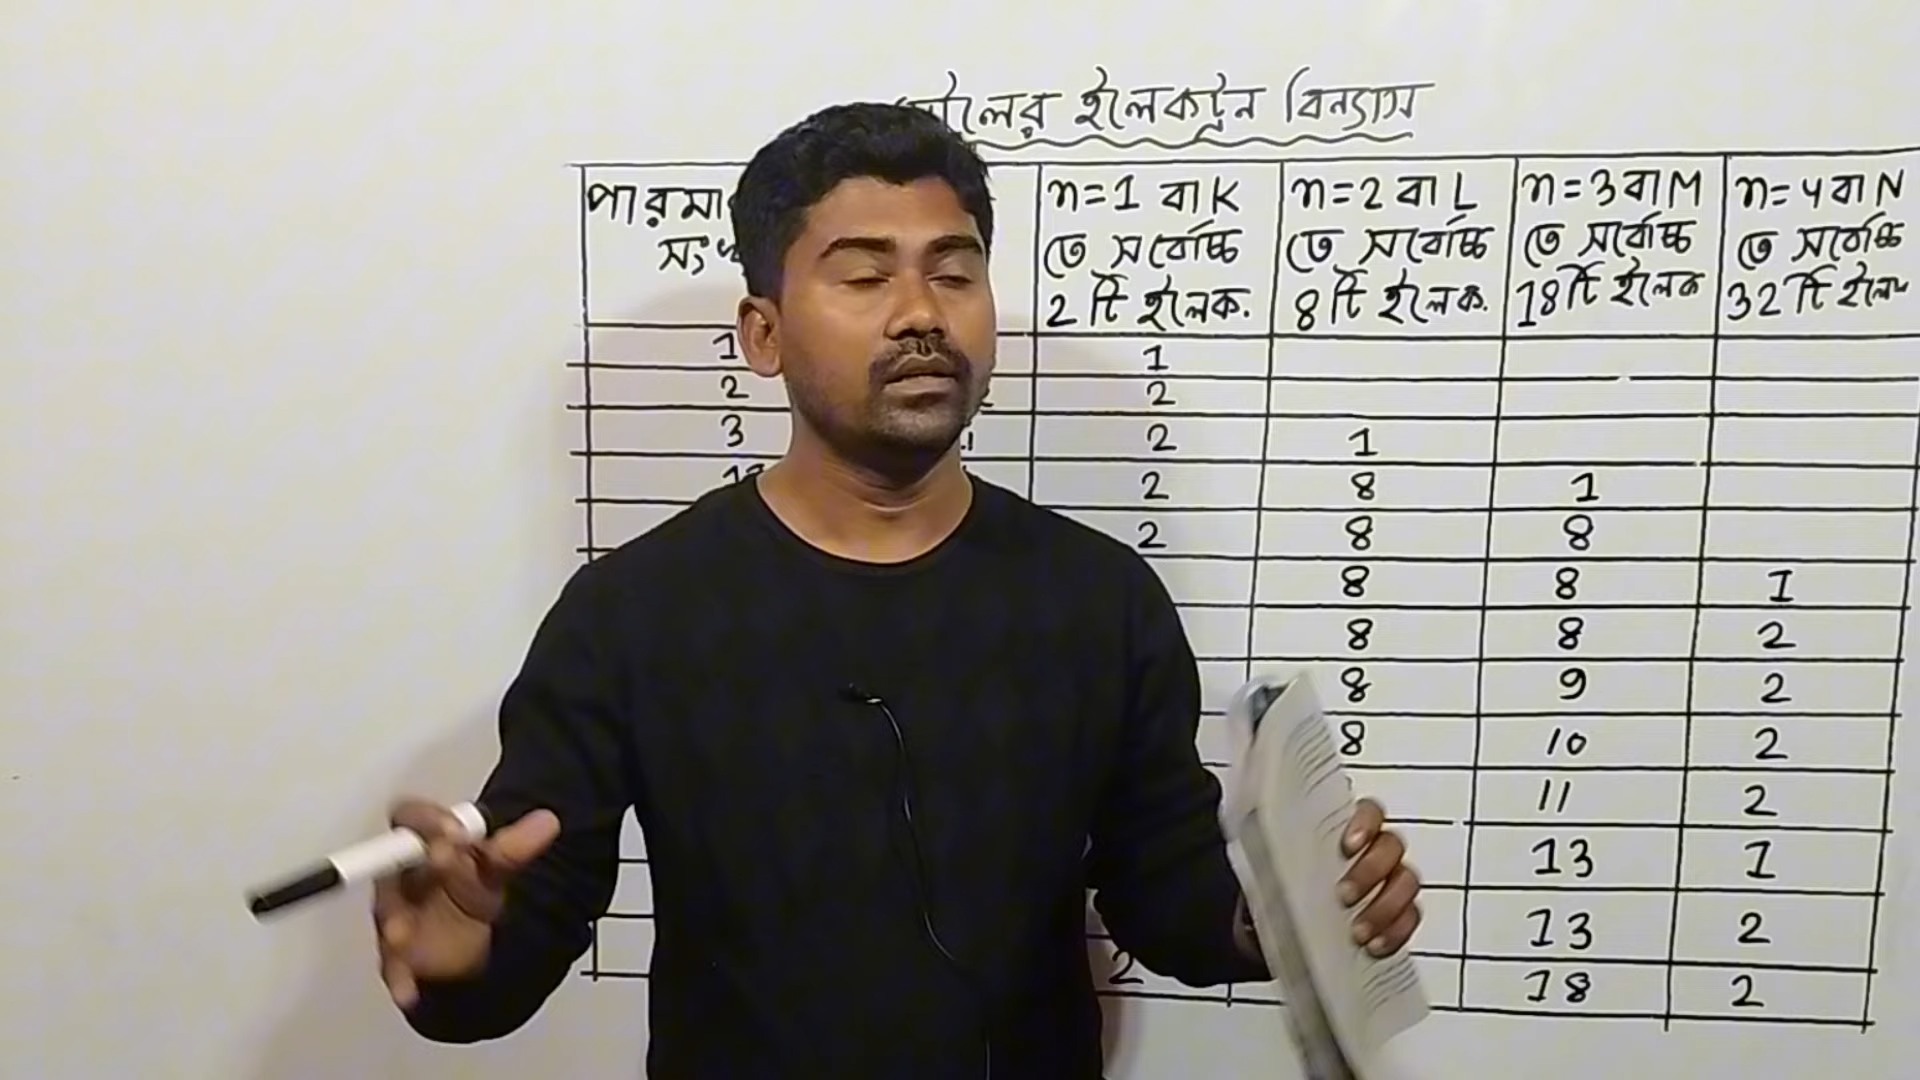 ইলেকট্রন বিন্যাস
n=1 বা K n=2 বা L n=3 বা M n=4 বা N
তে সর্বোচ্চ তে সর্বোচ্চ তে সর্বোচ্চ তে সর্বোচ্চ
2 টি ইলেক. 8 টি ইলেক. 18 টি ইলেক 32 টি
1 1
2 2
3 2 1
2 8 1
2 8 8
8 8 1
8 8 2
8 9 2
8 10 2
11 2
13 1
13 2
2 18 2